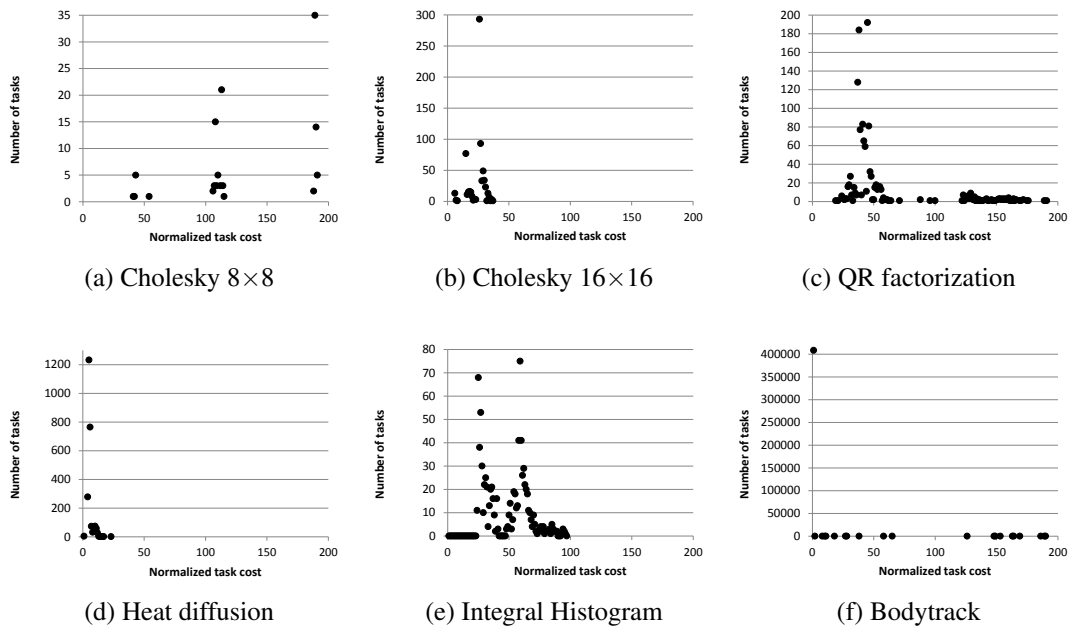 35
30
25
20
15
10
5
0
Number of tasks
0 50 100 150 200
Normalized task cost
(a) Cholesky 8×8
300
250
200
150
100
50
0
Number of tasks
0 50 100 150 200
Normalized task cost
(b) Cholesky 16×16
200
180
160
140
120
100
80
60
40
20
0
Number of tasks
0 50 100 150 200
Normalized task cost
(c) QR factorization
1200
1000
800
600
400
200
0
Number of tasks
0 50 100 150 200
Normalized task cost
(d) Heat diffusion
80
70
60
50
40
30
20
10
0
Number of tasks
0 50 100 150 200
Normalized task cost
(e) Integral Histogram
400000
350000
300000
250000
200000
150000
100000
50000
0
Number of tasks
0 50 100 150 200
Normalized task cost
(f) Bodytrack